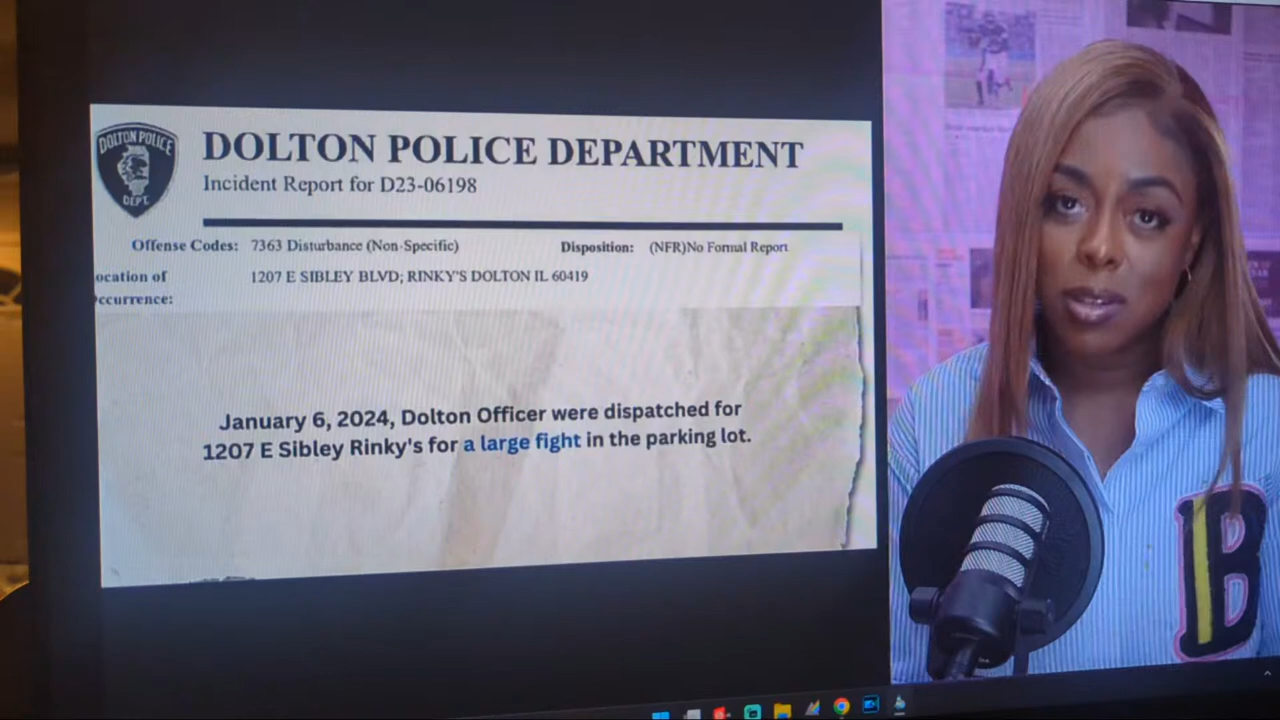 DOLTON POLICE
DEPT.
DOLTON POLICE DEPARTMENT
Incident Report for D23-06198
Offense Codes: 7363 Disturbance (Non-Specific) Disposition: (NFR)No Formal Report
ocation of 1207 E SIBLEY BLVD; RINKY'S DOLTON IL 60419
ccurrence:
January 6, 2024, Dolton Officer were dispatched for
1207 E Sibley Rinky's for a large fight in the parking lot.
B